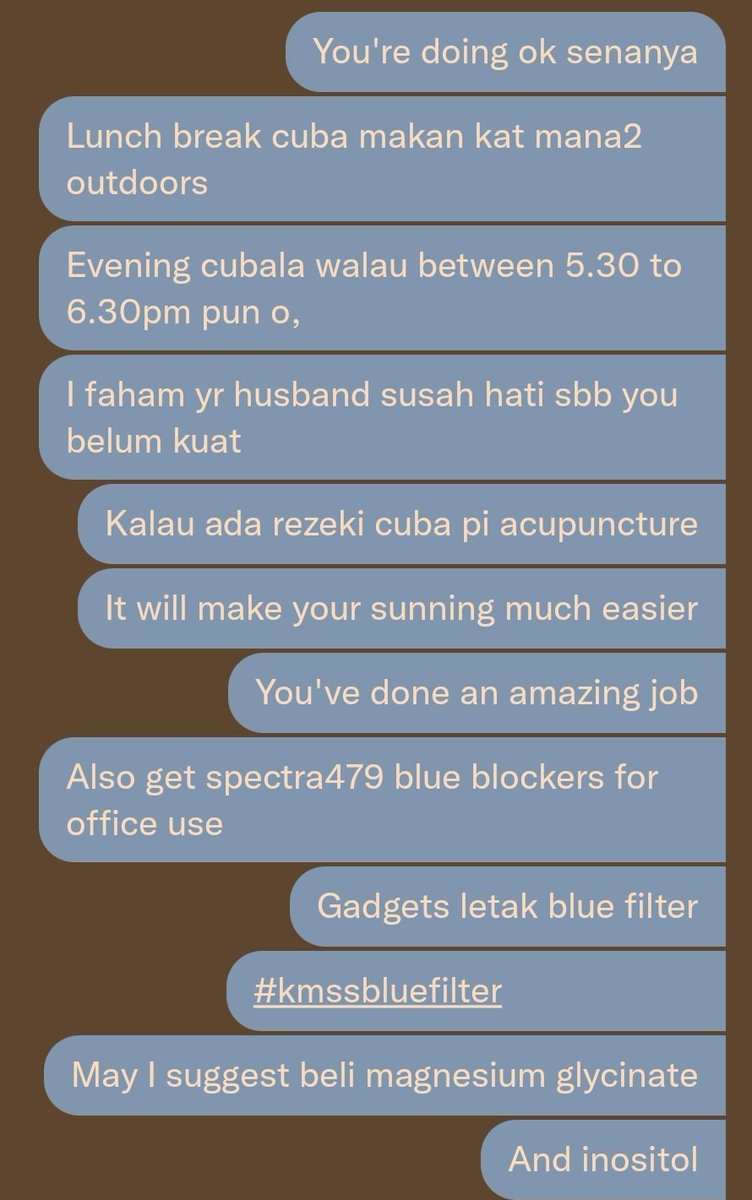 You're doing ok senanya
Lunch break cuba makan kat mana2
outdoors
Evening cubala walau between 5.30 to
6.30pm pun o,
I faham yr husband susah hati sbb you
belum kuat
Kalau ada rezeki cuba pi acupuncture
It will make your sunning much easier
You've done an amazing job
Also get spectra479 blue blockers for
office use
Gadgets letak blue filter
#kmssbluefilter
May I suggest beli magnesium glycinate
And inositol